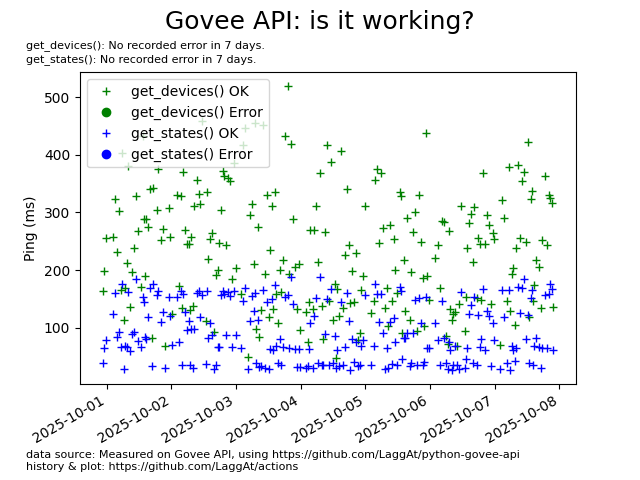 Govee API: is it working?
get_devices(): No recorded error in 7 days.
get_states(): No recorded error in 7 days.
get_devices() OK
get_devices() Error
get_states() OK
get_states() Error
Ping (ms)
500
400
300
200
100
2025-10-01
2025-10-02
2025-10-03
2025-10-04
2025-10-05
2025-10-06
2025-10-07
2025-10-08
data source: Measured on Govee API, using https://github.com/LaggAt/python-govee-api
history & plot: https://github.com/LaggAt/actions